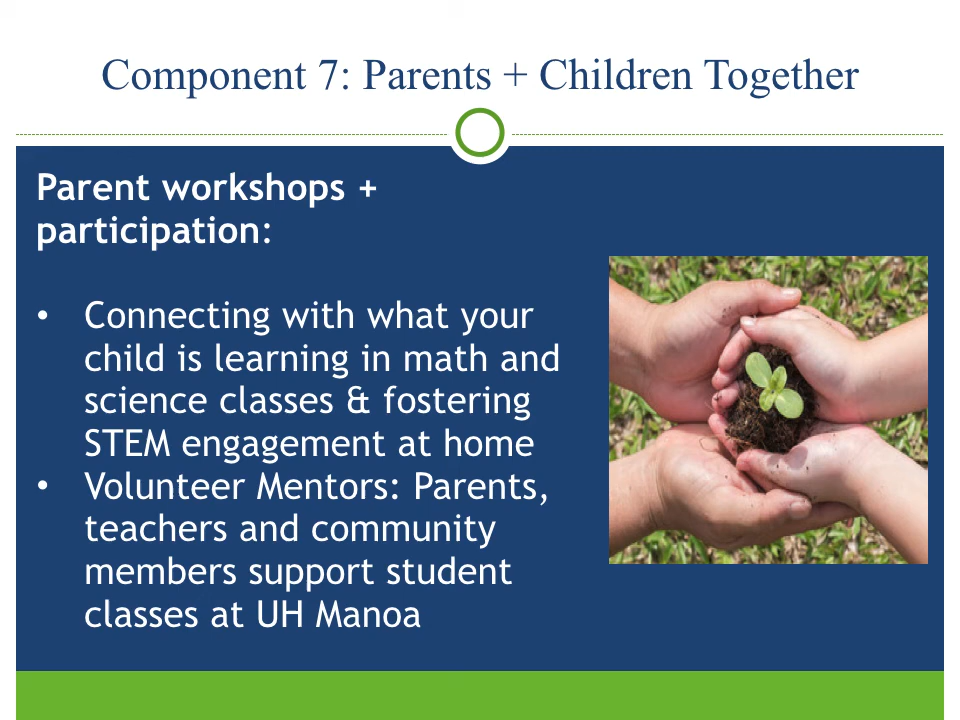 Component 7: Parents + Children Together
Parent workshops +
participation:
• Connecting with what your
child is learning in math and
science classes & fostering
STEM engagement at home
• Volunteer Mentors: Parents,
teachers and community
members support student
classes at UH Manoa